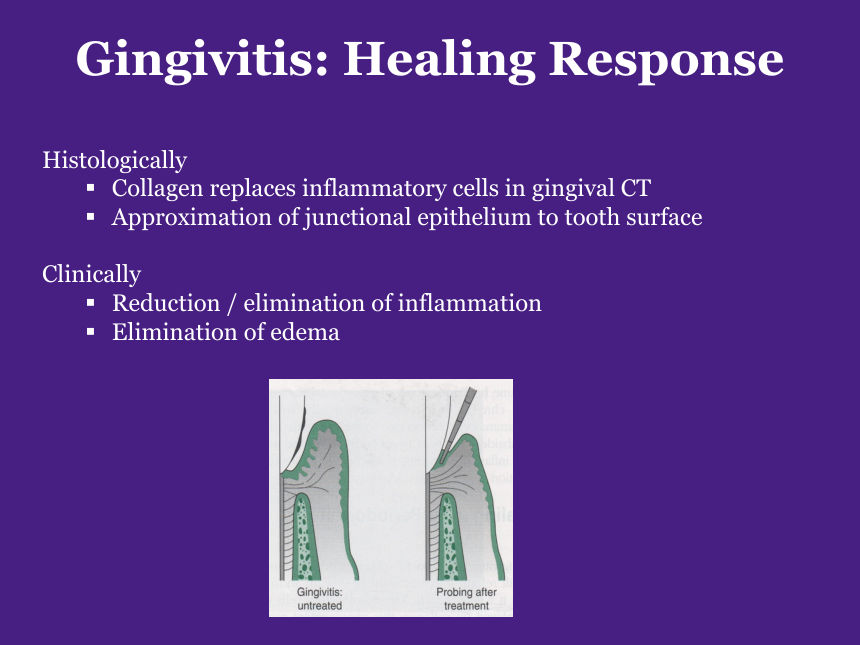 Gingivitis: Healing Response
Histologically
▪ Collagen replaces inflammatory cells in gingival CT
▪ Approximation of junctional epithelium to tooth surface
Clinically
▪ Reduction / elimination of inflammation
▪ Elimination of edema
Gingivitis:
untreated
Probing after
treatment